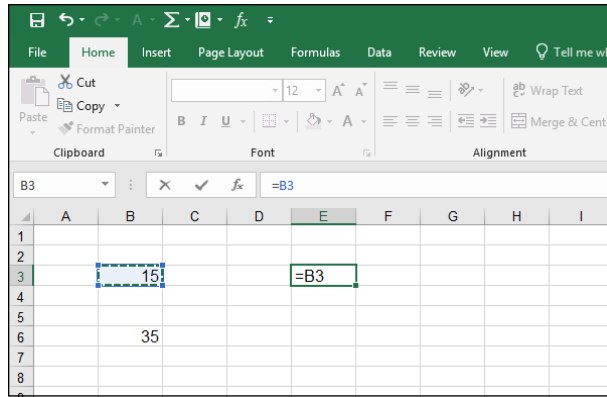 File Home Insert Page Layout Formulas Data Review View Tell me
Cut
Copy
Paste
Format Painter
12 A A Wrap Text
B I U A Merge & Cent
Clipboard Font Alignment
B3 fx =B3
A B C D E F G H I
1
2
3 15 =B3
4
5
6 35
7
8